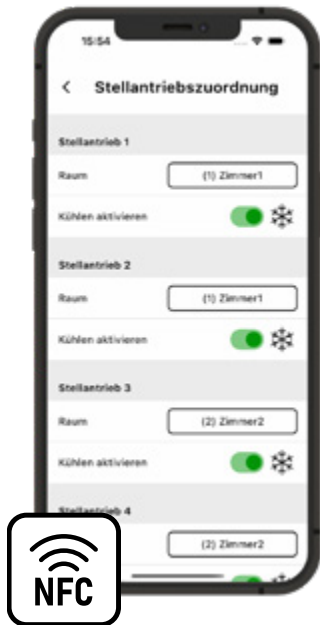 15:54
Stellantriebszuordnung
Stellantrieb 1
Raum (1) Zimmer1
Kühlen aktivieren
Stellantrieb 2
Raum (1) Zimmer1
Kühlen aktivieren
Stellantrieb 3
Raum (2) Zimmer2
Kühlen aktivieren
Stellantrieb 4
(2) Zimmer2
NFC